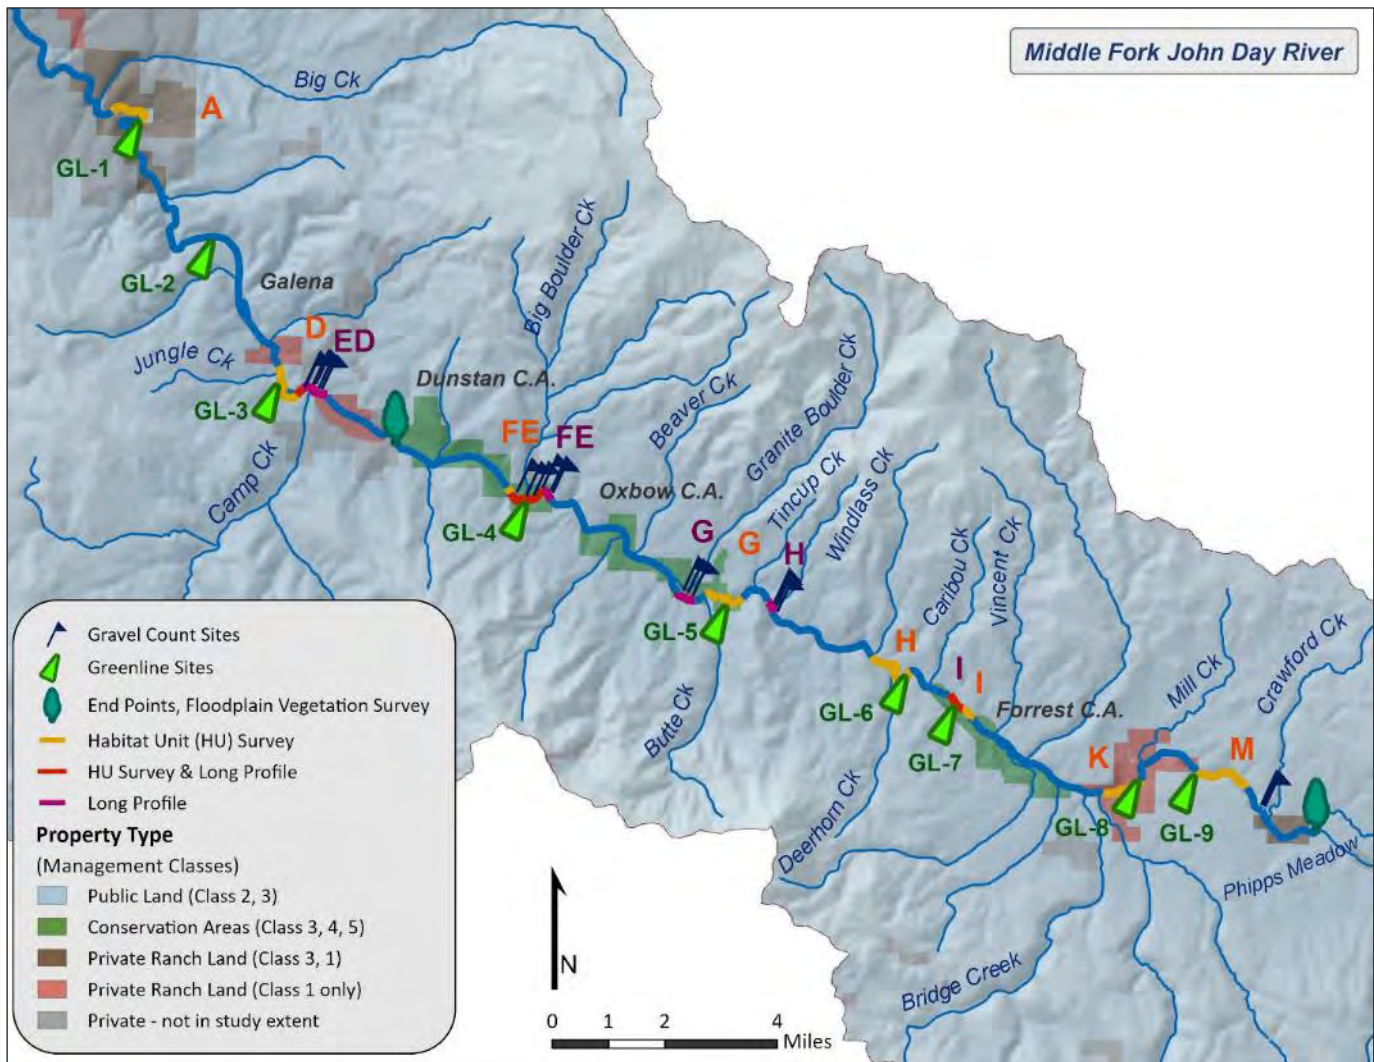 Middle Fork John Day River
Big Ck
A
GL-1
GL-2
Galena
Big Boulder Ck
D
ED
Jungle Ck
Dunstan C.A.
GL-3
Beaver Ck
Granite Boulder Ck
FE
FE
Camp Ck
Tincup Ck
Windlass Ck
Oxbow C.A.
GL-4
G
G
H
Caribou Ck
Vincent Ck
GL-5
H
Mill Ck
Crawford Ck
I
I
GL-6
Forrest C.A.
Butte Ck
GL-7
K
M
Deerhorn Ck
GL-8
GL-9
Phipps Meadow
Bridge Creek
Gravel Count Sites
Greenline Sites
End Points, Floodplain Vegetation Survey
Habitat Unit (HU) Survey
HU Survey & Long Profile
Long Profile
Property Type
(Management Classes)
Public Land (Class 2, 3)
Conservation Areas (Class 3, 4, 5)
Private Ranch Land (Class 3, 1)
Private Ranch Land (Class 1 only)
Private - not in study extent
N
0 1 2 4
Miles